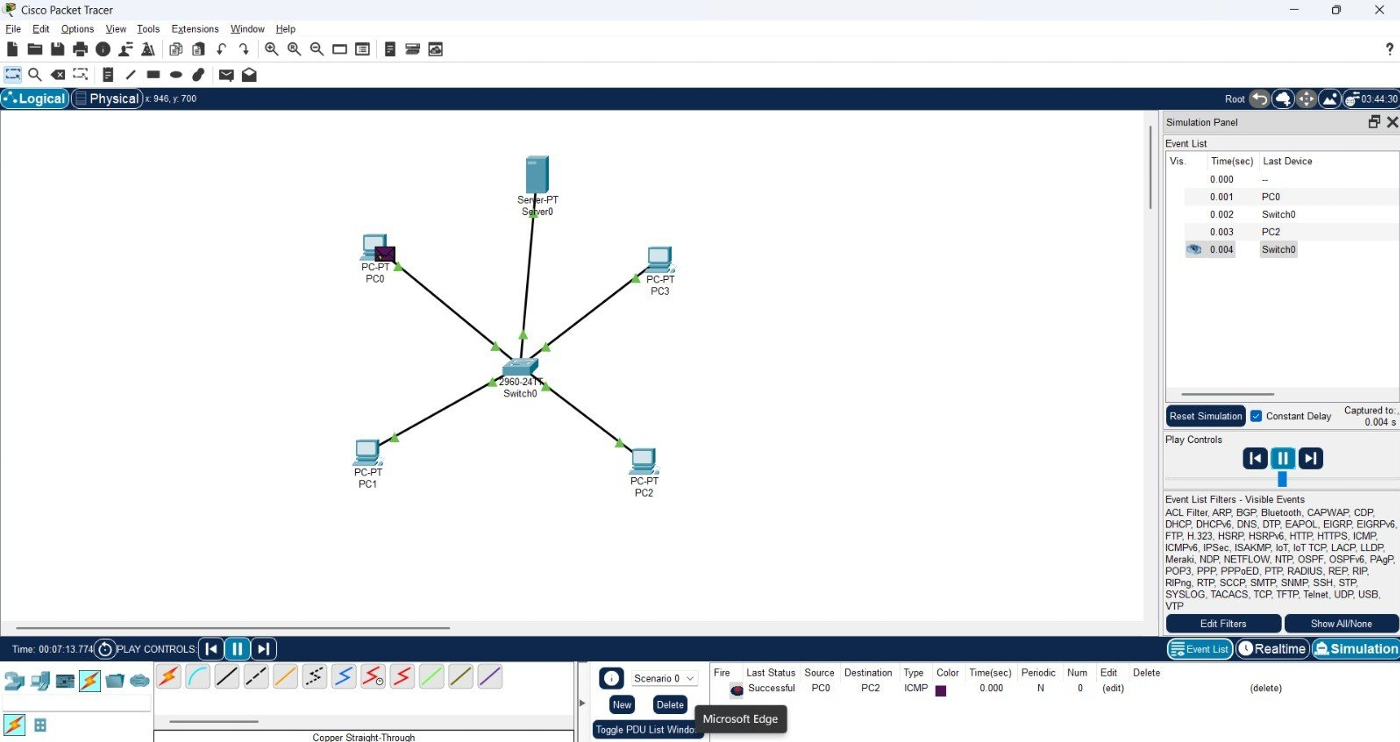 Cisco Packet Tracer
File Edit Options View Tools Extensions Window Help
?
Logical Physical x: 946, y: 700 Root 03:44:30
Server-PT
Server0
PC-PT
PC0
PC-PT
PC3
2960-24TT
Switch0
PC-PT
PC1
PC-PT
PC2
Simulation Panel
Event List
Vis. Time(sec) Last Device
0.000 --
0.001 PC0
0.002 Switch0
0.003 PC2
0.004 Switch0
Reset Simulation Constant Delay Captured to:
0.004 s
Play Controls
Event List Filters - Visible Events
ACL Filter, ARP, BGP, Bluetooth, CAPWAP, CDP,
DHCP, DHCPv6, DNS, DTP, EAPOL, EIGRP, EIGRPv6,
FTP, H.323, HSRP, HSRPv6, HTTP, HTTPS, ICMP,
ICMPv6, IPSec, ISAKMP, IoT, IoT TCP, LACP, LLDP,
Meraki, NDP, NETFLOW, NTP, OSPF, OSPFv6, PAgP,
POP3, PPP, PPPoED, PTP, RADIUS, REP, RIP,
RIPng, RTP, SCCP, SMTP, SNMP, SSH, STP,
SYSLOG, TACACS, TCP, TFTP, Telnet, UDP, USB,
VTP
Edit Filters Show All/None
Time: 00:07:13.774 PLAY CONTROLS: Event List Realtime Simulation
Scenario 0
New Delete
Toggle PDU List Window
Fire Last Status Source Destination Type Color Time(sec) Periodic Num Edit Delete
Successful PC0 PC2 ICMP 0.000 N 0 (edit) (delete)
Microsoft Edge
Copper Straight-Through